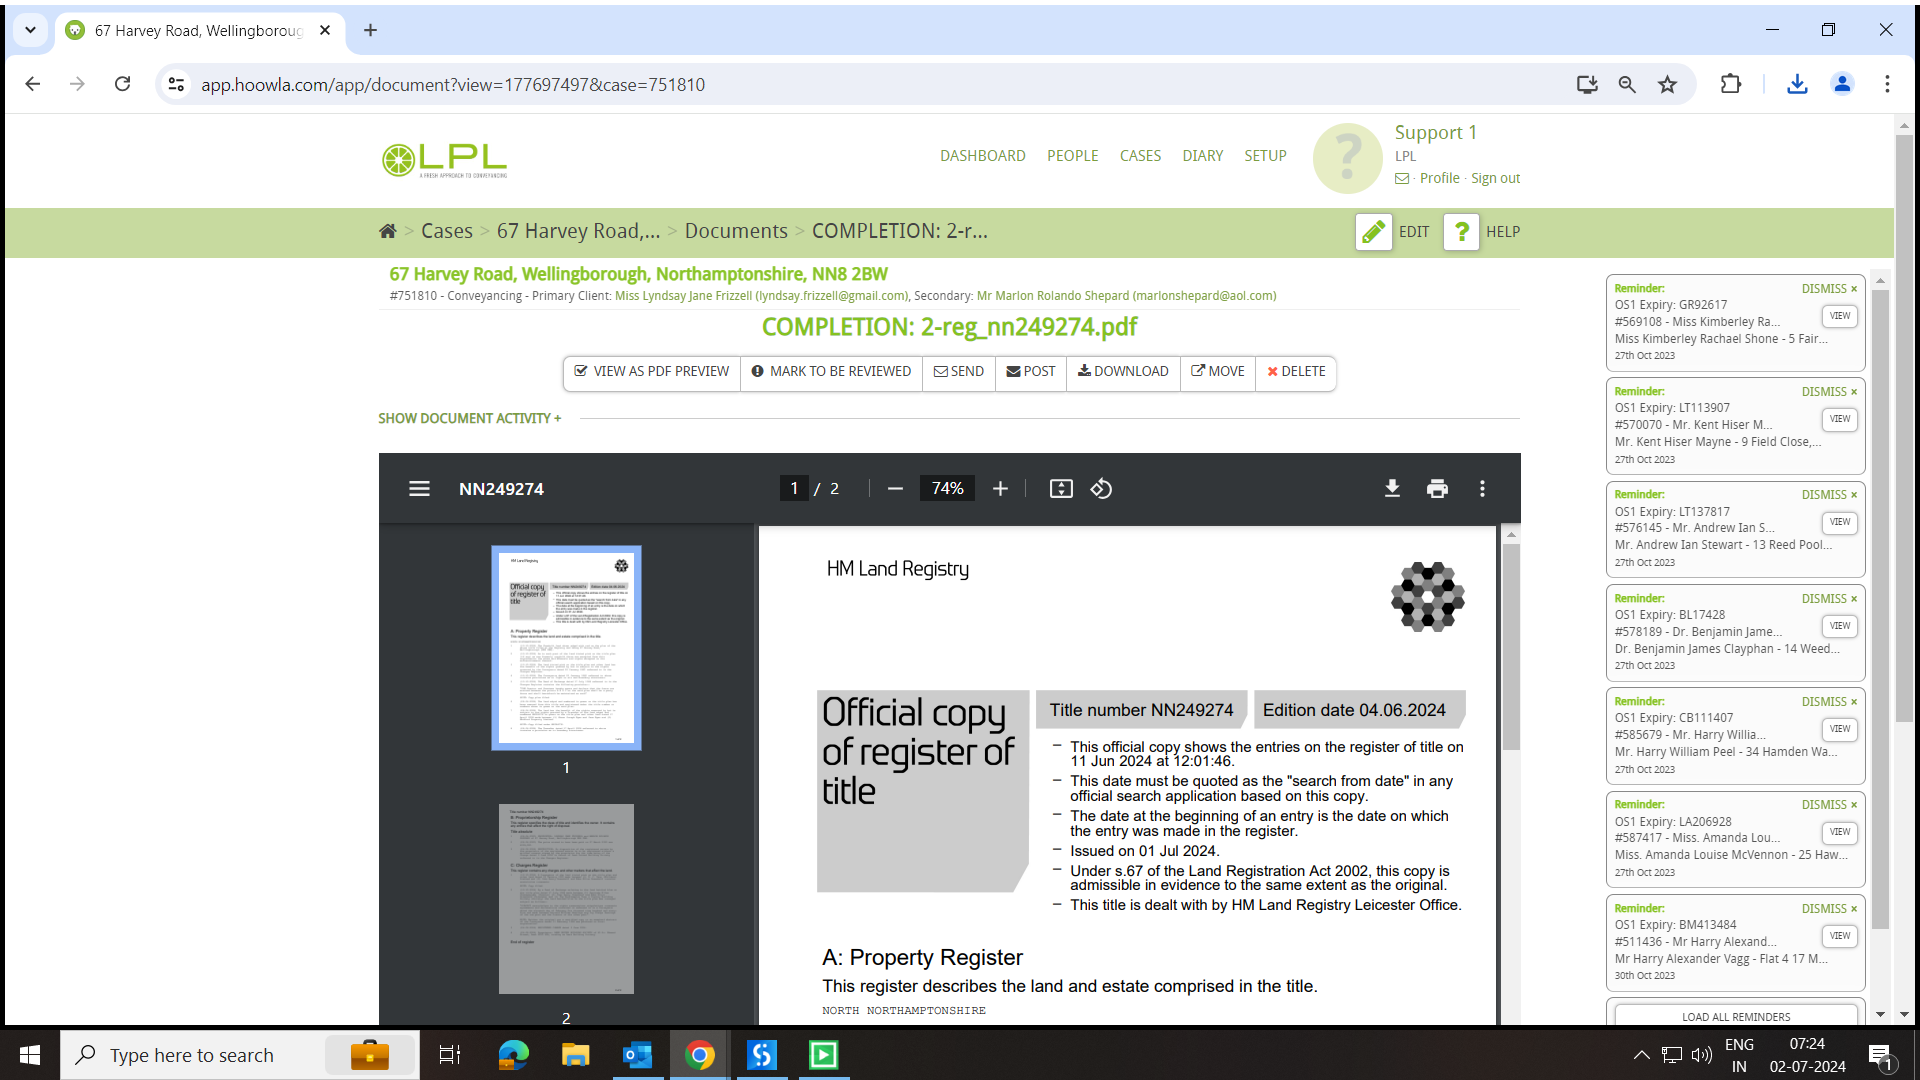 67 Harvey Road, Wellingboroug
app.hoowla.com/app/document?view=177697497&case=751810
LPL
A FRESH APPROACH TO CONVEYANCING
DASHBOARD PEOPLE CASES DIARY SETUP
?
Support 1
LPL
· Profile · Sign out
> Cases > 67 Harvey Road,... > Documents > COMPLETION: 2-r...
EDIT ? HELP
67 Harvey Road, Wellingborough, Northamptonshire, NN8 2BW
#751810 - Conveyancing - Primary Client: Miss Lyndsay Jane Frizzell (lyndsay.frizzell@gmail.com), Secondary: Mr Marlon Rolando Shepard (marlonshepard@aol.com)
COMPLETION: 2-reg_nn249274.pdf
VIEW AS PDF PREVIEW MARK TO BE REVIEWED SEND POST DOWNLOAD MOVE DELETE
SHOW DOCUMENT ACTIVITY +
NN249274
1 / 2
74%
HM Land Registry
Official copy
of register of
title
1
B: Proprietorship Register
C: Charges Register
End of register
2
HM Land Registry
Official copy
of register of
title
Title number NN249274
Edition date 04.06.2024
– This official copy shows the entries on the register of title on
11 Jun 2024 at 12:01:46.
– This date must be quoted as the "search from date" in any
official search application based on this copy.
– The date at the beginning of an entry is the date on which
the entry was made in the register.
– Issued on 01 Jul 2024.
– Under s.67 of the Land Registration Act 2002, this copy is
admissible in evidence to the same extent as the original.
– This title is dealt with by HM Land Registry Leicester Office.
A: Property Register
This register describes the land and estate comprised in the title.
NORTH NORTHAMPTONSHIRE
Reminder: DISMISS ×
OS1 Expiry: GR92617
#569108 - Miss Kimberley Ra...
VIEW
Miss Kimberley Rachael Shone - 5 Fair...
27th Oct 2023
Reminder: DISMISS ×
OS1 Expiry: LT113907
#570070 - Mr. Kent Hiser M...
VIEW
Mr. Kent Hiser Mayne - 9 Field Close,...
27th Oct 2023
Reminder: DISMISS ×
OS1 Expiry: LT137817
#576145 - Mr. Andrew Ian S...
VIEW
Mr. Andrew Ian Stewart - 13 Reed Pool...
27th Oct 2023
Reminder: DISMISS ×
OS1 Expiry: BL17428
#578189 - Dr. Benjamin Jame...
VIEW
Dr. Benjamin James Clayphan - 14 Weed...
27th Oct 2023
Reminder: DISMISS ×
OS1 Expiry: CB111407
#585679 - Mr. Harry Willia...
VIEW
Mr. Harry William Peel - 34 Hamden Wa...
27th Oct 2023
Reminder: DISMISS ×
OS1 Expiry: LA206928
#587417 - Miss. Amanda Lou...
VIEW
Miss. Amanda Louise McVennon - 25 Haw...
27th Oct 2023
Reminder: DISMISS ×
OS1 Expiry: BM413484
#511436 - Mr Harry Alexand...
VIEW
Mr Harry Alexander Vagg - Flat 4 17 M...
30th Oct 2023
LOAD ALL REMINDERS
Type here to search
ENG
IN
07:24
02-07-2024
1